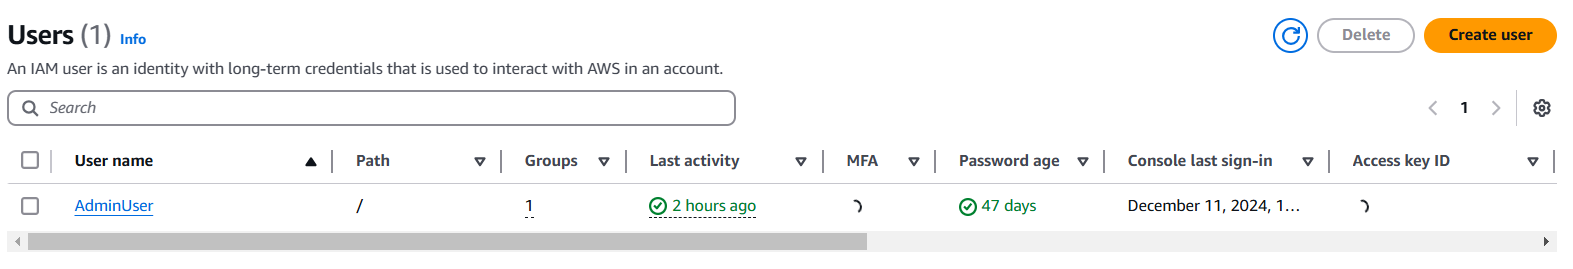 Users (1) Info
Delete
Create user
An IAM user is an identity with long-term credentials that is used to interact with AWS in an account.
Search
1
User name Path Groups Last activity MFA Password age Console last sign-in Access key ID
AdminUser / 1 2 hours ago 47 days December 11, 2024, 1...